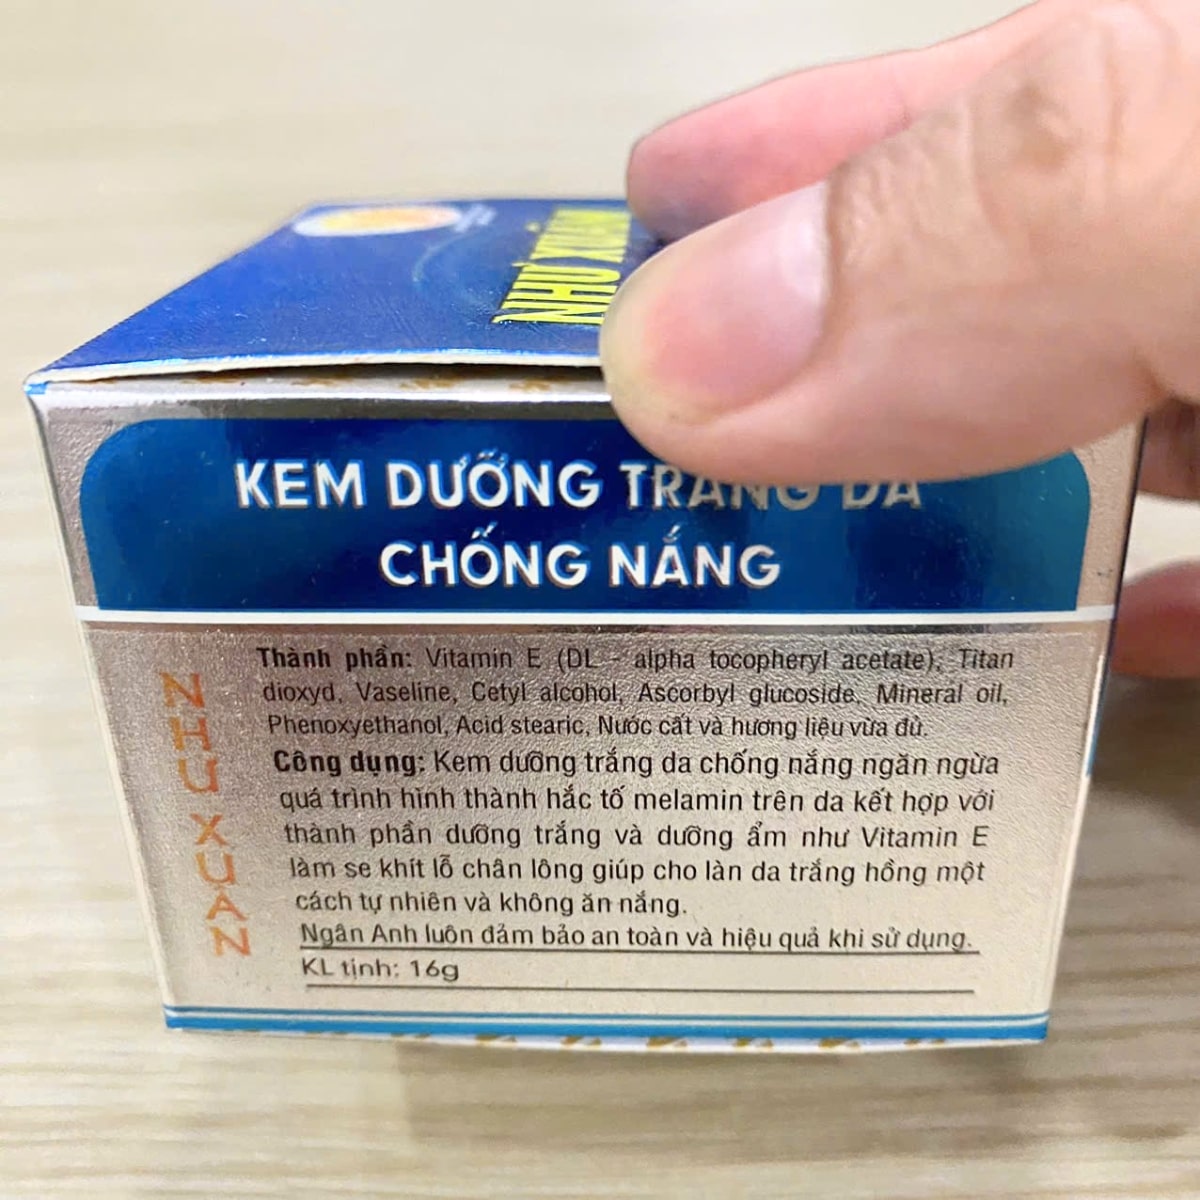 NHƯ XUÂN
KEM DƯỠNG TRẮNG DA
CHỐNG NẮNG
NHƯ XUÂN
Thành phần: Vitamin E (DL - alpha tocopheryl acetate), Titan
dioxyd, Vaseline, Cetyl alcohol, Ascorbyl glucoside, Mineral oil,
Phenoxyethanol, Acid stearic, Nước cất và hương liệu vừa đủ.
Công dụng: Kem dưỡng trắng da chống nắng ngăn ngừa
quá trình hình thành hắc tố melamin trên da kết hợp với
thành phần dưỡng trắng và dưỡng ẩm như Vitamin E
làm se khít lỗ chân lông giúp cho làn da trắng hồng một
cách tự nhiên và không ăn nắng.
Ngân Anh luôn đảm bảo an toàn và hiệu quả khi sử dụng.
KL tịnh: 16g